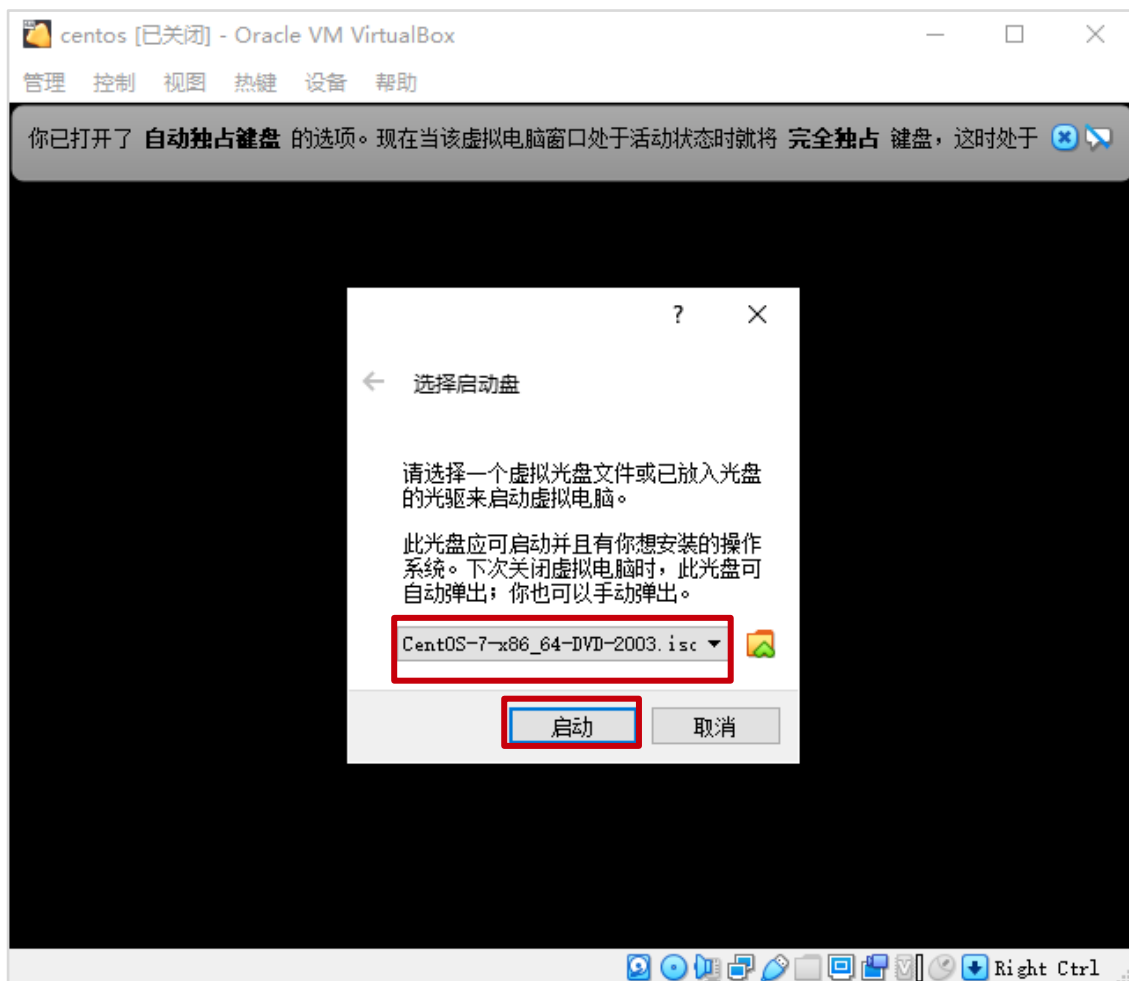 centos [已关闭] - Oracle VM VirtualBox
管理 控制 视图 热键 设备 帮助
你已打开了 自动独占键盘 的选项。现在当该虚拟电脑窗口处于活动状态时就将 完全独占 键盘，这时处于
?
选择启动盘
请选择一个虚拟光盘文件或已放入光盘
的光驱来启动虚拟电脑。
此光盘应可启动并且有你想安装的操作
系统。下次关闭虚拟电脑时，此光盘可
自动弹出；你也可以手动弹出。
CentOS-7-x86_64-DVD-2003.isc
启动 取消
Right Ctrl